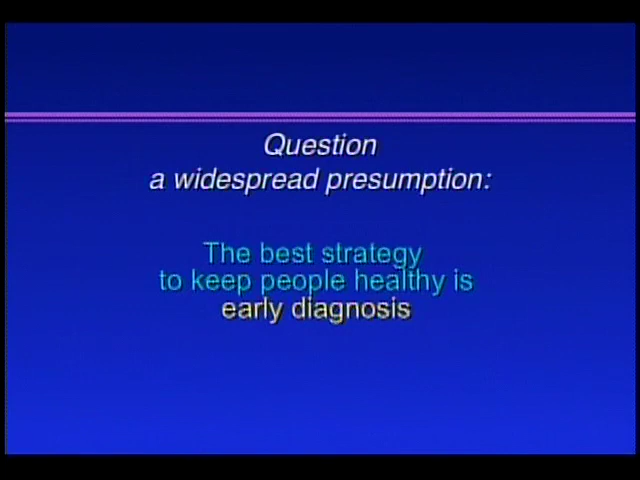 Question
a widespread presumption:
The best strategy
to keep people healthy is
early diagnosis